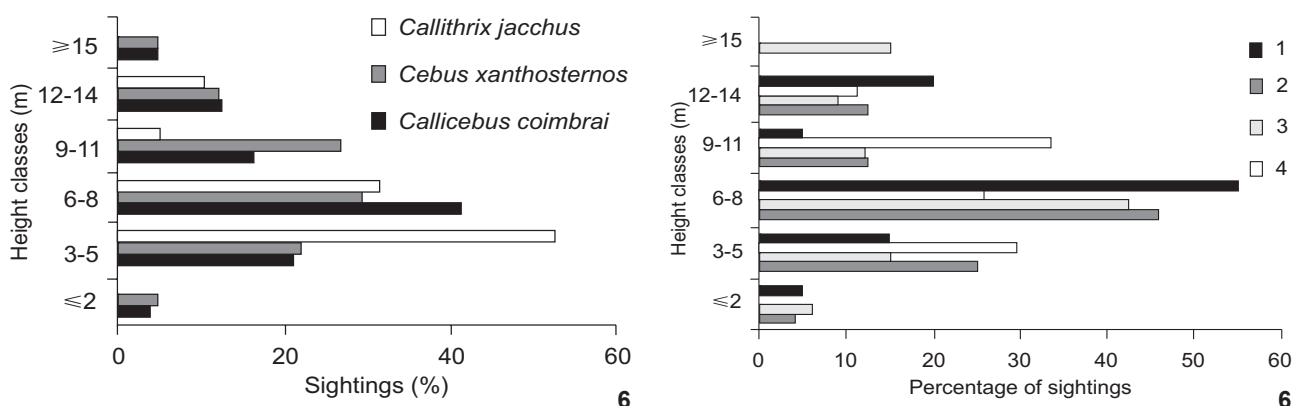 Height classes (m)
⩾15
12-14
9-11
6-8
3-5
⩽2
0 20 40 60
Sightings (%)
Callithrix jacchus
Cebus xanthosternos
Callicebus coimbrai
6
Height classes (m)
⩾15
12-14
9-11
6-8
3-5
⩽2
0 10 20 30 40 50 60
Percentage of sightings
1
2
3
4
6